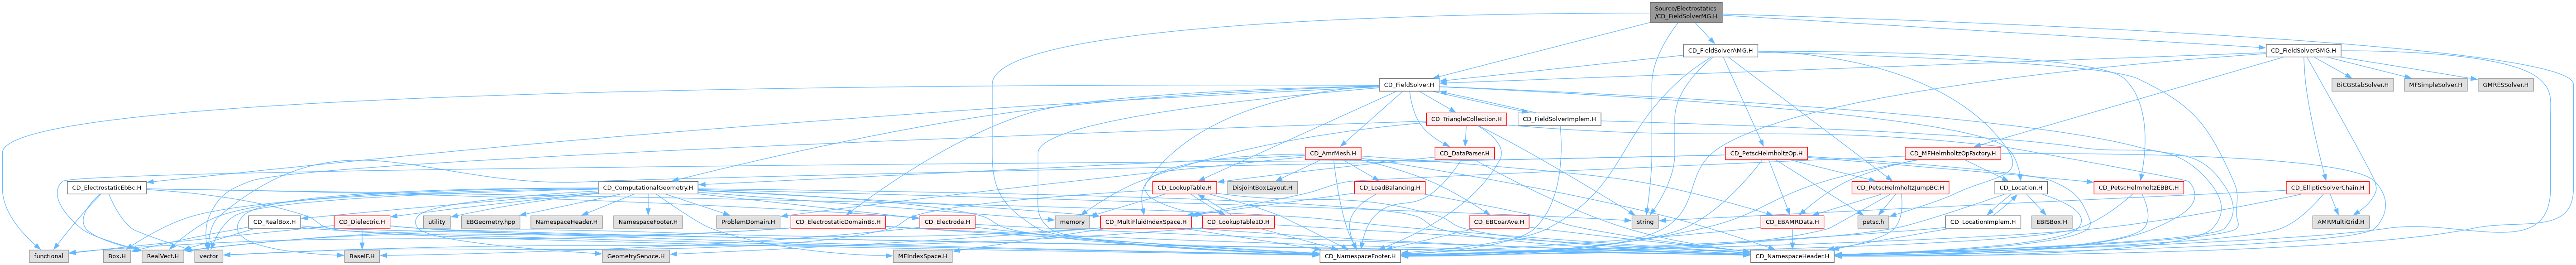 Source/Electrostatics
/CD_FieldSolverMG.H
CD_FieldSolverAMG.H
CD_FieldSolverGMG.H
CD_FieldSolver.H
BiCGStabSolver.H
MFSimpleSolver.H
GMRESSolver.H
CD_TriangleCollection.H
CD_FieldSolverImplem.H
CD_AmrMesh.H
CD_DataParser.H
CD_PetscHelmholtzOp.H
CD_MFHelmholtzOpFactory.H
CD_ElectrostaticEbBc.H
CD_ComputationalGeometry.H
DisjointBoxLayout.H
CD_LookupTable.H
CD_LoadBalancing.H
CD_PetscHelmholtzJumpBC.H
CD_Location.H
CD_PetscHelmholtzEBBC.H
CD_EllipticSolverChain.H
CD_RealBox.H
CD_Dielectric.H
utility
EBGeometry.hpp
NamespaceHeader.H
NamespaceFooter.H
ProblemDomain.H
CD_ElectrostaticDomainBc.H
CD_Electrode.H
memory
CD_MultiFluidIndexSpace.H
CD_LookupTable1D.H
CD_EBCoarAve.H
string
CD_EBAMRData.H
petsc.h
CD_LocationImplem.H
EBISBox.H
AMRMultiGrid.H
functional
Box.H
RealVect.H
vector
BaseIF.H
GeometryService.H
MFIndexSpace.H
CD_NamespaceFooter.H
CD_NamespaceHeader.H